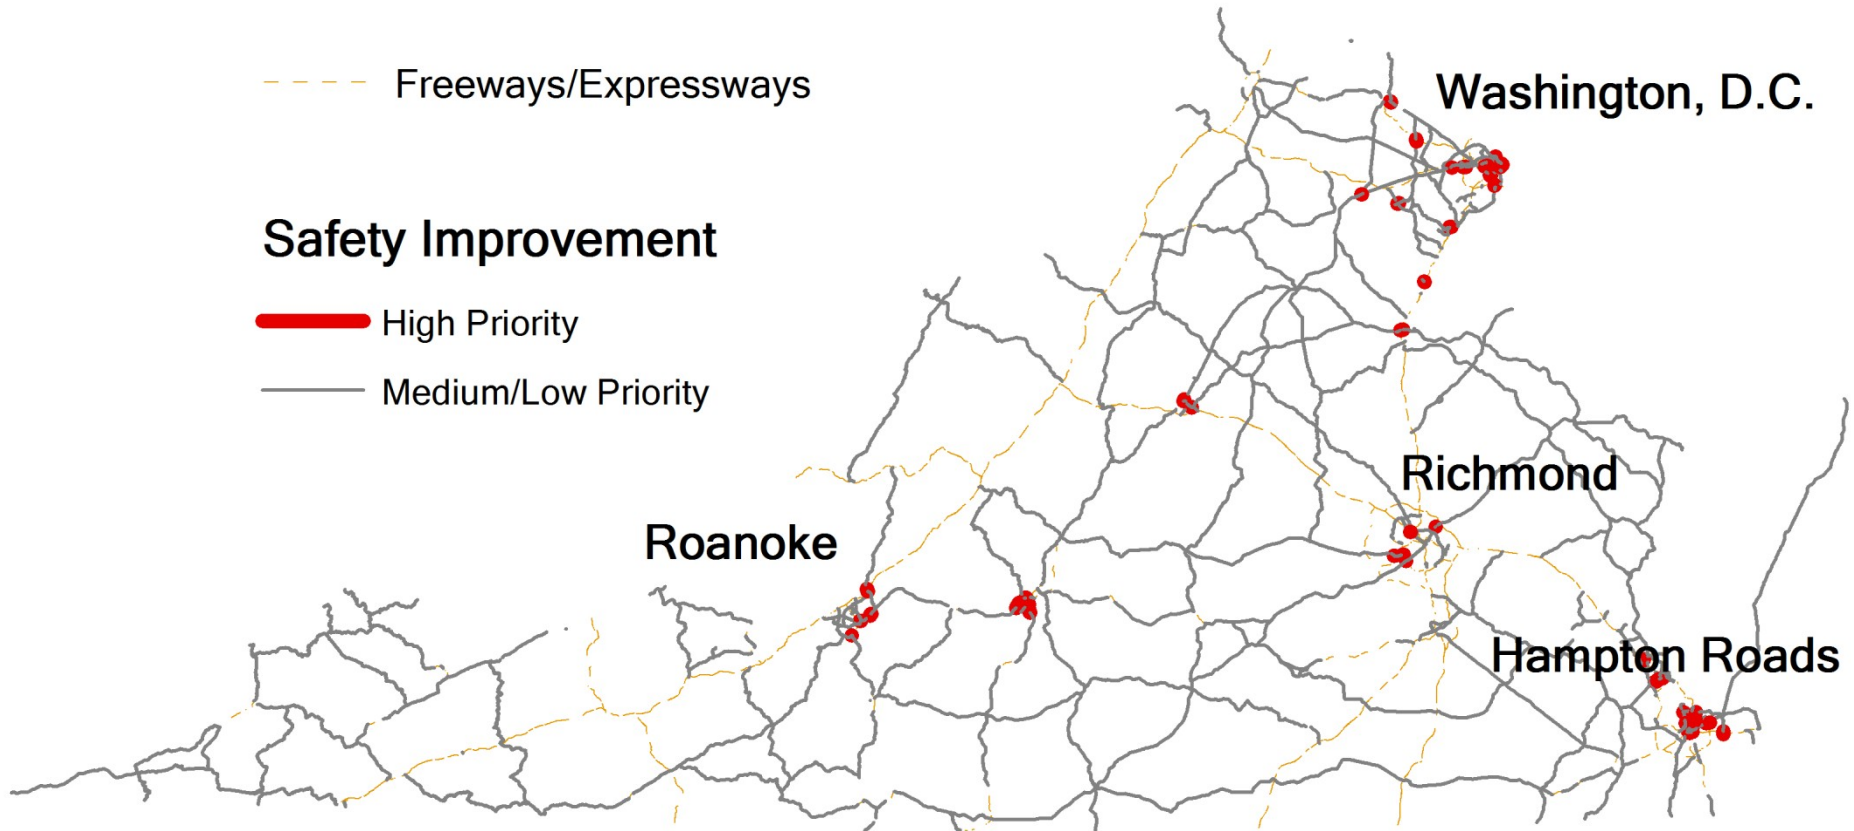 Freeways/Expressways
Washington, D.C.
Safety Improvement
High Priority
Medium/Low Priority
Richmond
Roanoke
Hampton Roads